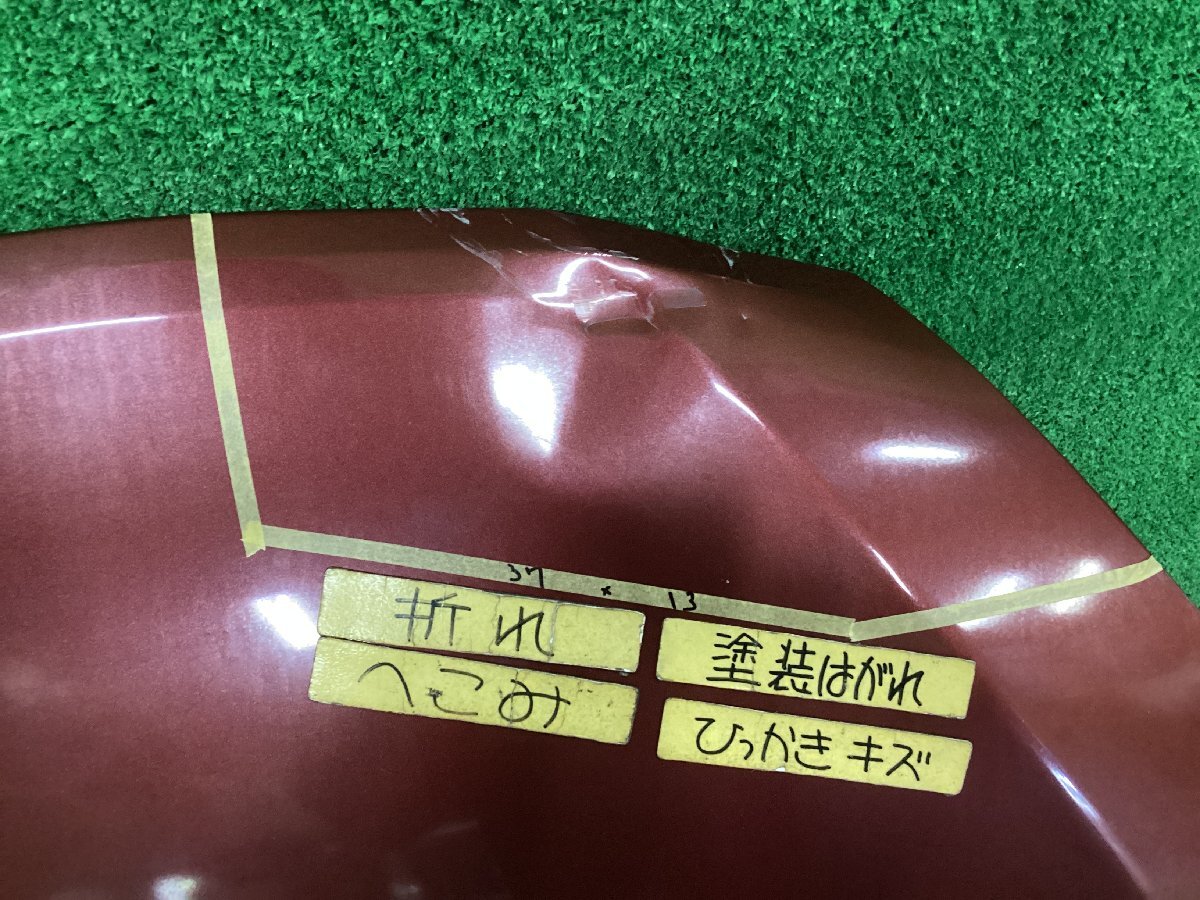 37 × 13
折れ
へこみ
塗装はがれ
ひっかきキズ